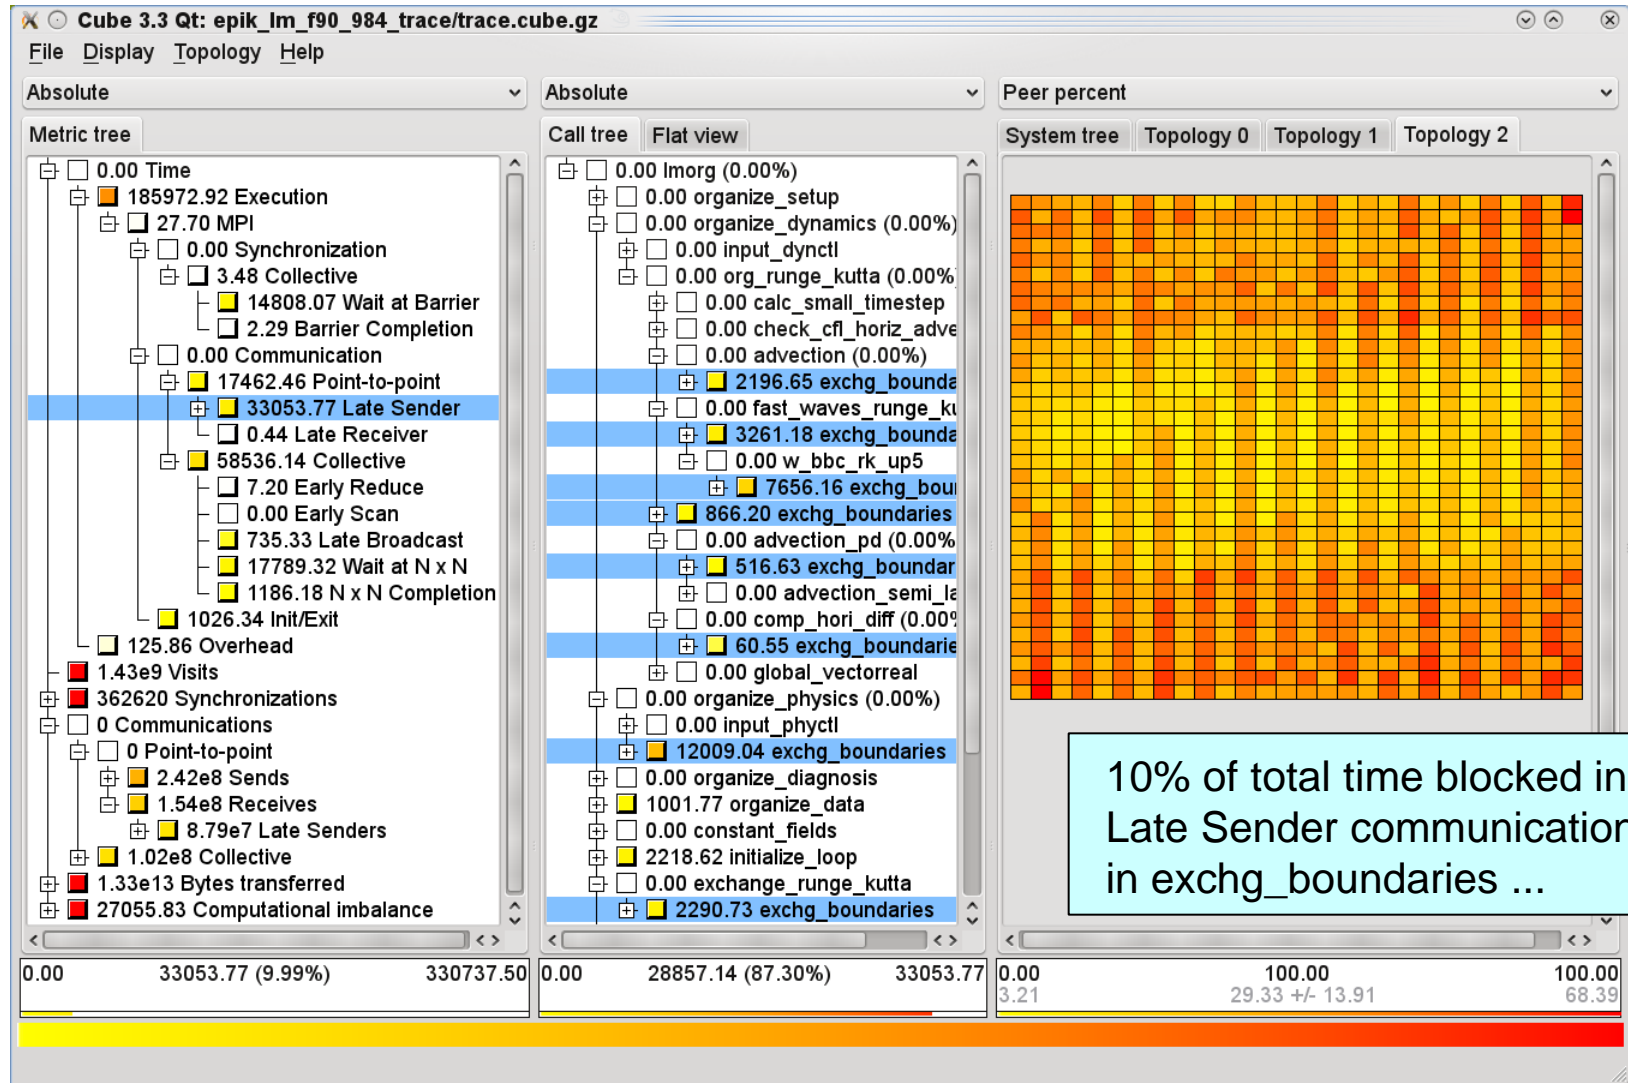 Cube 3.3 Qt: epik_lm_f90_984_trace/trace.cube.gz
File Display Topology Help
Absolute
Absolute
Peer percent
Metric tree
Call tree Flat view
System tree Topology 0 Topology 1 Topology 2
0.00 Time
185972.92 Execution
27.70 MPI
0.00 Synchronization
3.48 Collective
14808.07 Wait at Barrier
2.29 Barrier Completion
0.00 Communication
17462.46 Point-to-point
33053.77 Late Sender
0.44 Late Receiver
58536.14 Collective
7.20 Early Reduce
0.00 Early Scan
735.33 Late Broadcast
17789.32 Wait at N x N
1186.18 N x N Completion
1026.34 Init/Exit
125.86 Overhead
1.43e9 Visits
362620 Synchronizations
0 Communications
0 Point-to-point
2.42e8 Sends
1.54e8 Receives
8.79e7 Late Senders
1.02e8 Collective
1.33e13 Bytes transferred
27055.83 Computational imbalance
0.00 lmorg (0.00%)
0.00 organize_setup
0.00 organize_dynamics (0.00%)
0.00 input_dynctl
0.00 org_runge_kutta (0.00%)
0.00 calc_small_timestep
0.00 check_cfl_horiz_adve
0.00 advection (0.00%)
2196.65 exchg_bounda
0.00 fast_waves_runge_ku
3261.18 exchg_bounda
0.00 w_bbc_rk_up5
7656.16 exchg_bou
866.20 exchg_boundaries
0.00 advection_pd (0.00%
516.63 exchg_boundar
0.00 advection_semi_la
0.00 comp_hori_diff (0.00%
60.55 exchg_boundarie
0.00 global_vectorreal
0.00 organize_physics (0.00%)
0.00 input_phyctl
12009.04 exchg_boundaries
0.00 organize_diagnosis
1001.77 organize_data
0.00 constant_fields
2218.62 initialize_loop
0.00 exchange_runge_kutta
2290.73 exchg_boundaries
10% of total time blocked in
Late Sender communication
in exchg_boundaries ...
0.00 33053.77 (9.99%) 330737.50
0.00 28857.14 (87.30%) 33053.77
0.00 100.00 100.00
3.21 29.33 +/- 13.91 68.39